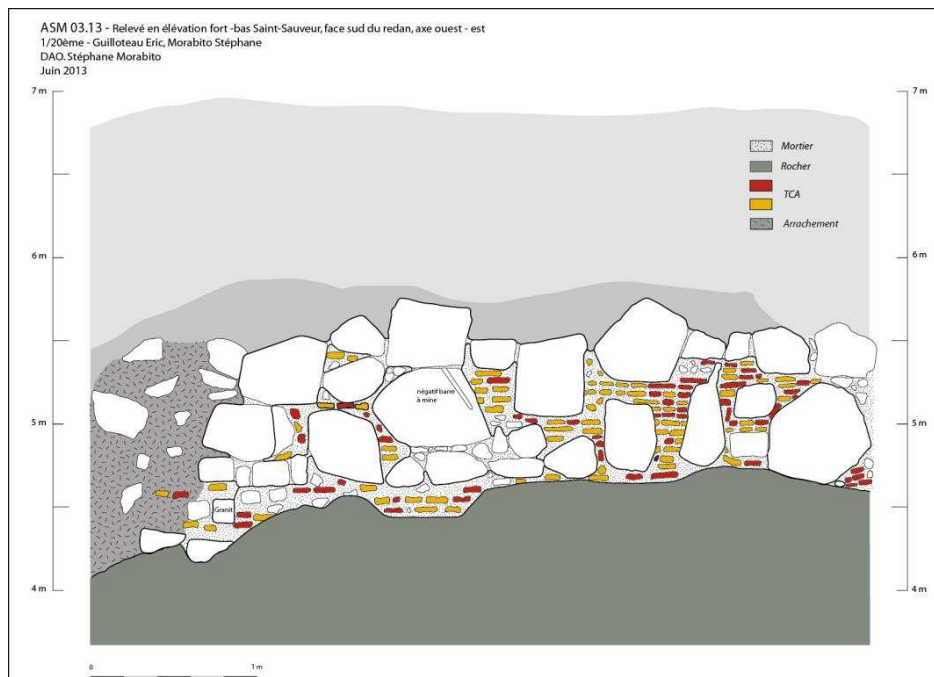 ASM 03.13 - Relevé en élévation fort -bas Saint-Sauveur, face sud du redan, axe ouest - est
1/20ème - Guilloteau Eric, Morabito Stéphane
DAO. Stéphane Morabito
Juin 2013
7 m
7 m
Mortier
Rocher
TCA
Arrachement
6 m
6 m
négatif barre
à mine
5 m
5 m
Granit
4 m
4 m
0
1 m